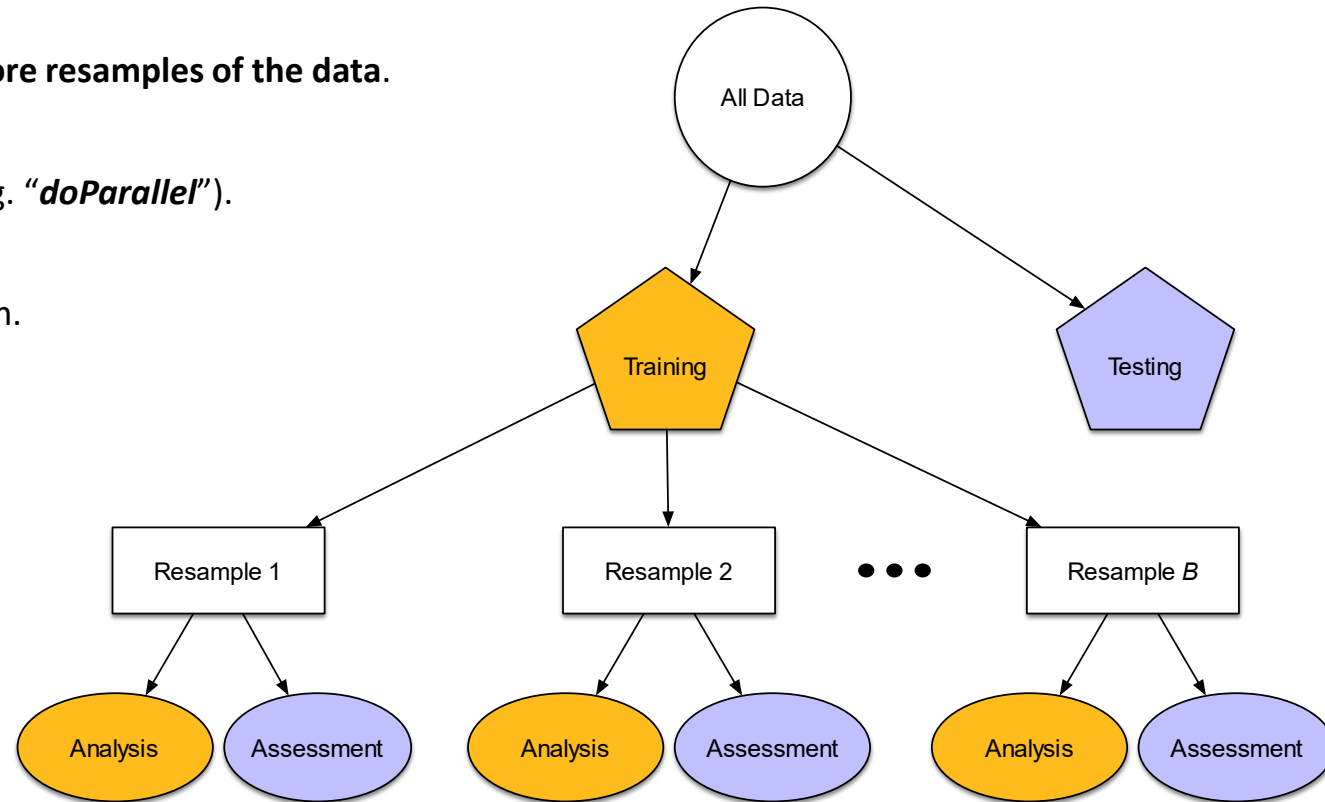 ore resamples of the data.
All Data
g. “doParallel”).
n.
Training
Testing
Resample 1
Resample 2
•••
Resample B
Analysis
Assessment
Analysis
Assessment
Analysis
Assessment